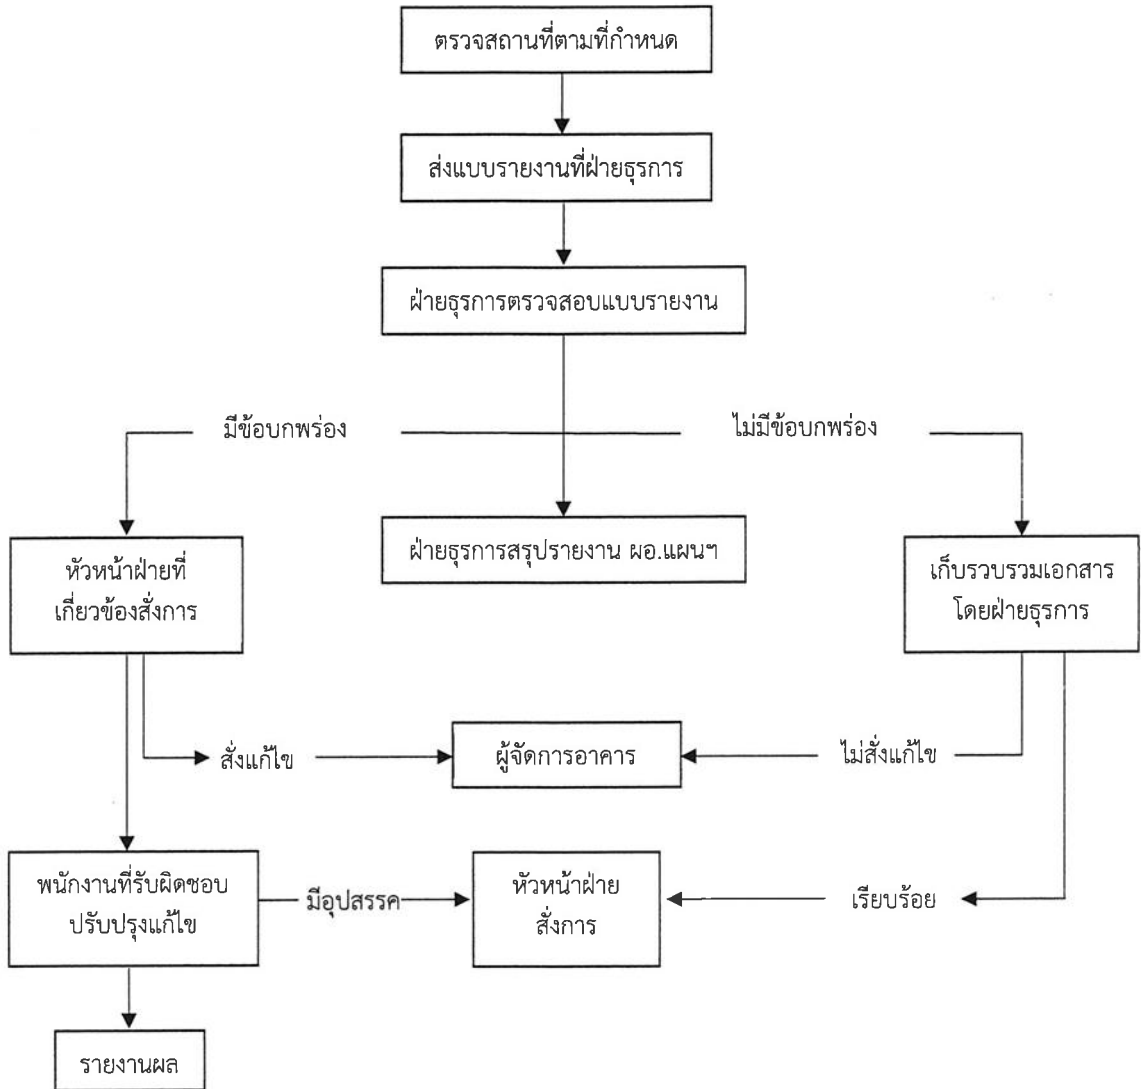 ตรวจสถานที่ตามที่กำหนด
ส่งแบบรายงานที่ฝ่ายธุรการ
ฝ่ายธุรการตรวจสอบแบบรายงาน
มีข้อบกพร่อง
ไม่มีข้อบกพร่อง
ฝ่ายธุรการสรุปรายงาน ผอ.แผนฯ
หัวหน้าฝ่ายที่
เกี่ยวข้องสั่งการ
เก็บรวบรวมเอกสาร
โดยฝ่ายธุรการ
สั่งแก้ไข
ผู้จัดการอาคาร
ไม่สั่งแก้ไข
พนักงานที่รับผิดชอบ
ปรับปรุงแก้ไข
มีอุปสรรค
หัวหน้าฝ่าย
สั่งการ
เรียบร้อย
รายงานผล